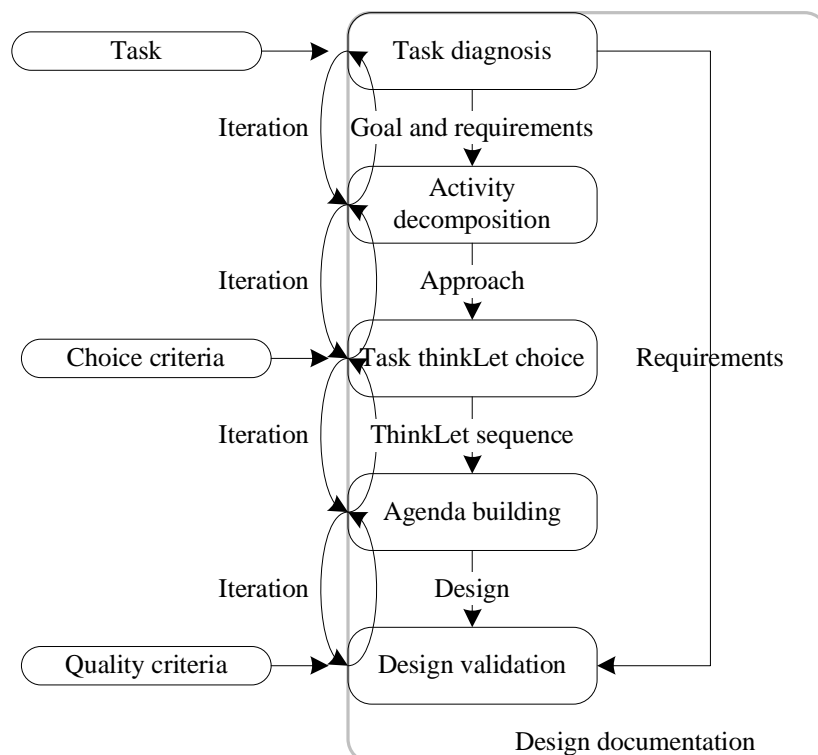 Task
Task diagnosis
Iteration
Goal and requirements
Activity
decomposition
Iteration
Approach
Choice criteria
Task thinkLet choice
Requirements
Iteration
ThinkLet sequence
Agenda building
Iteration
Design
Quality criteria
Design validation
Design documentation